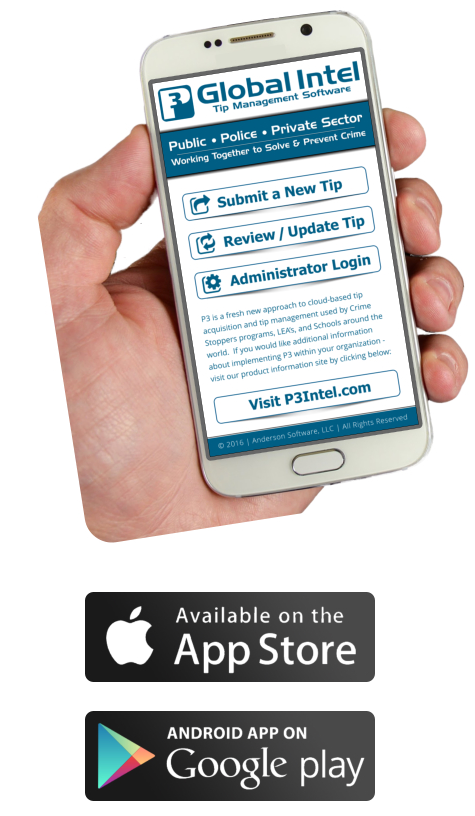 P3 Global Intel
Tip Management Software
Public • Police • Private Sector
Working Together to Solve & Prevent Crime
Submit a New Tip
Review / Update Tip
Administrator Login
P3 is a fresh new approach to cloud-based tip
acquisition and tip management used by Crime
Stoppers programs, LEA's, and Schools around the
world. If you would like additional information
about implementing P3 within your organization -
visit our product information site by clicking below:
Visit P3Intel.com
© 2016 | Anderson Software, LLC | All Rights Reserved
Available on the
App Store
ANDROID APP ON
Google play